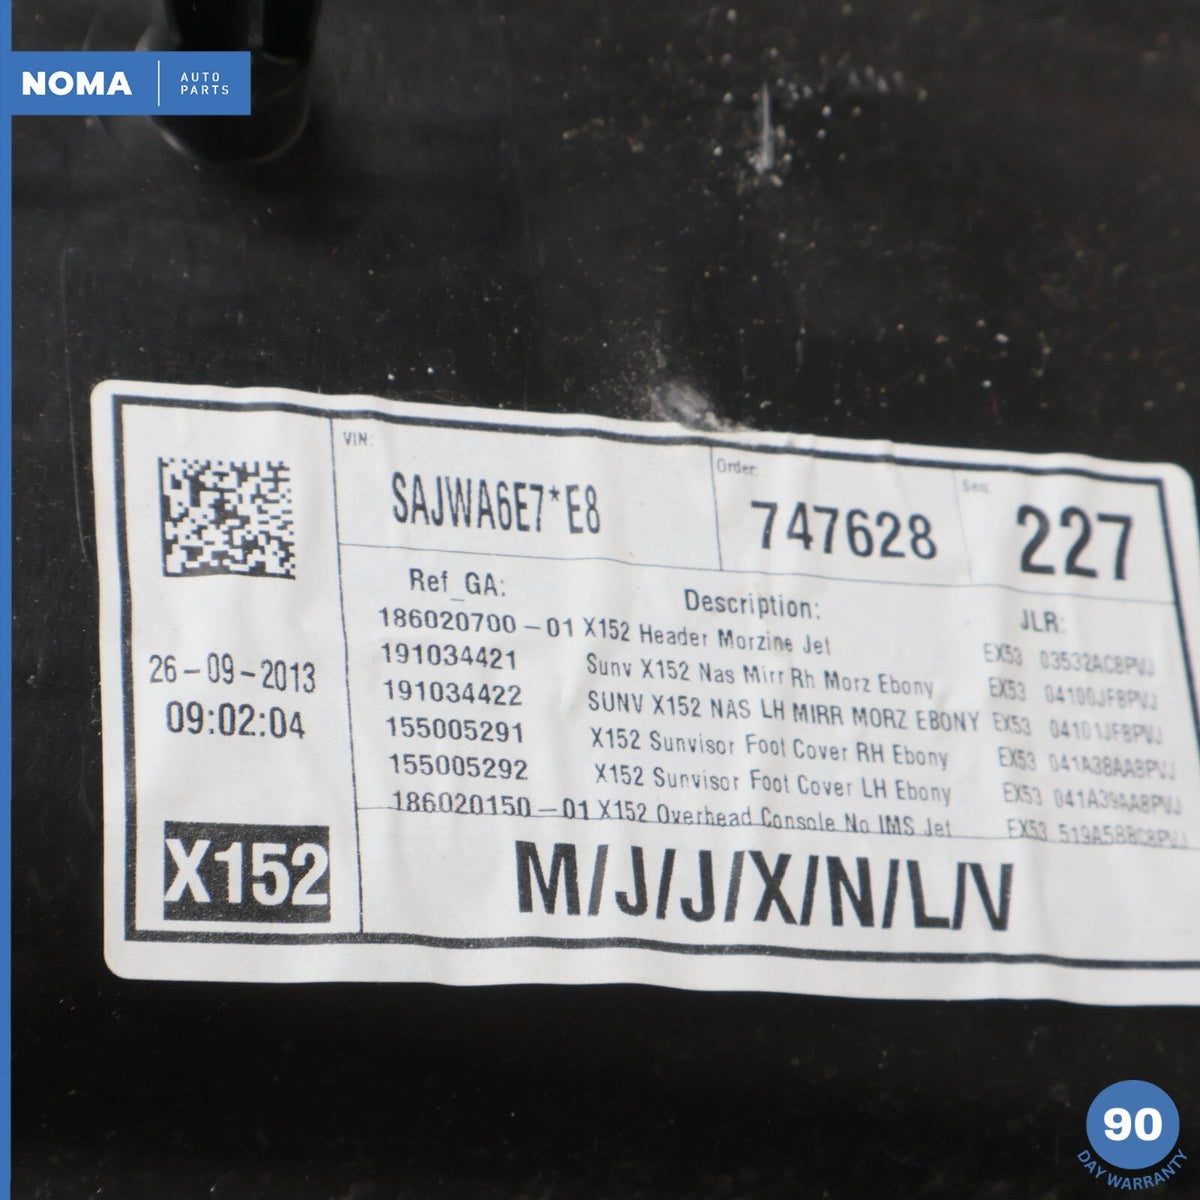 NOMA AUTO PARTS
VIN: SAJWA6E7*E8
Order: 747628
Seq: 227
Ref_GA: Description: JLR:
186020700-01 X152 Header Morzine Jet EX53 03532AC8PVJ
191034421 Sunv X152 Nas Mirr Rh Morz Ebony EX53 04100JF8PVJ
191034422 SUNV X152 NAS LH MIRR MORZ EBONY EX53 04101JF8PVJ
155005291 X152 Sunvisor Foot Cover RH Ebony EX53 041A38AA8PVJ
155005292 X152 Sunvisor Foot Cover LH Ebony EX53 041A39AA8PVJ
186020150-01 X152 Overhead Console No IMS Jet EX53 519A58BC8PVJ
26-09-2013
09:02:04
X152
M/J/J/X/N/L/V
90
DAY WARRANTY